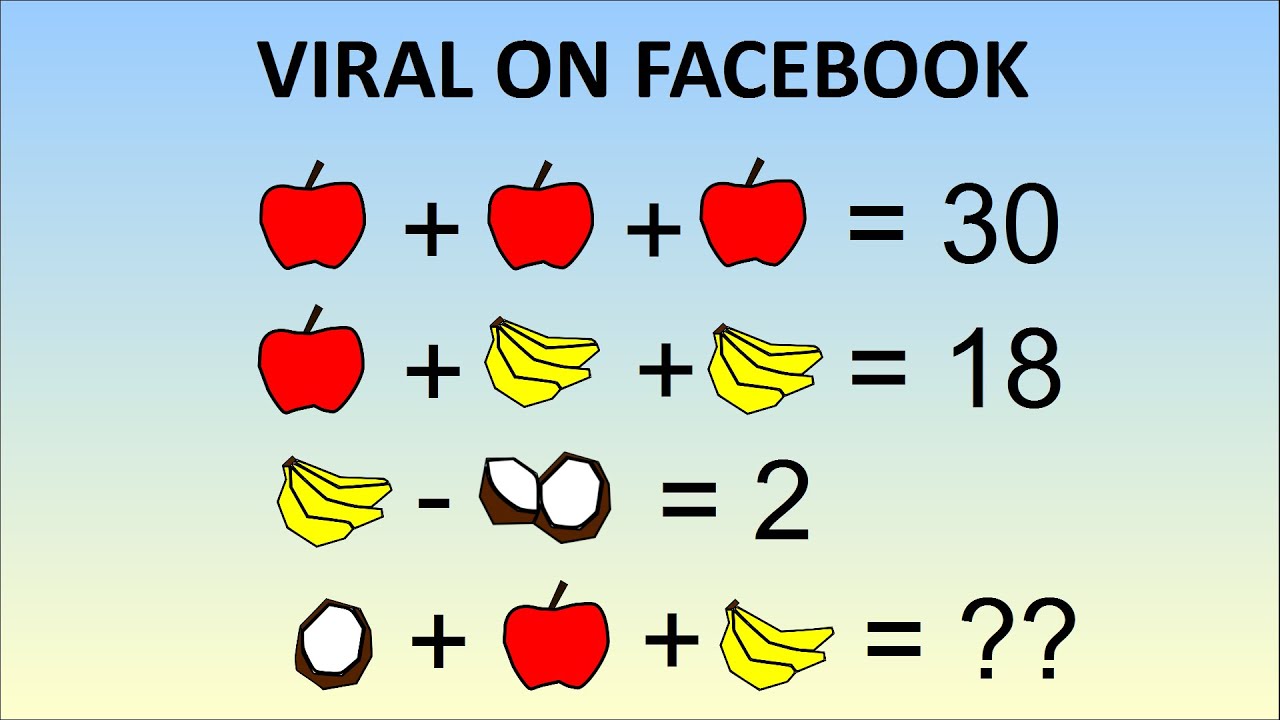 VIRAL ON FACEBOOK
+ + = 30
+ + = 18
- = 2
+ + = ??